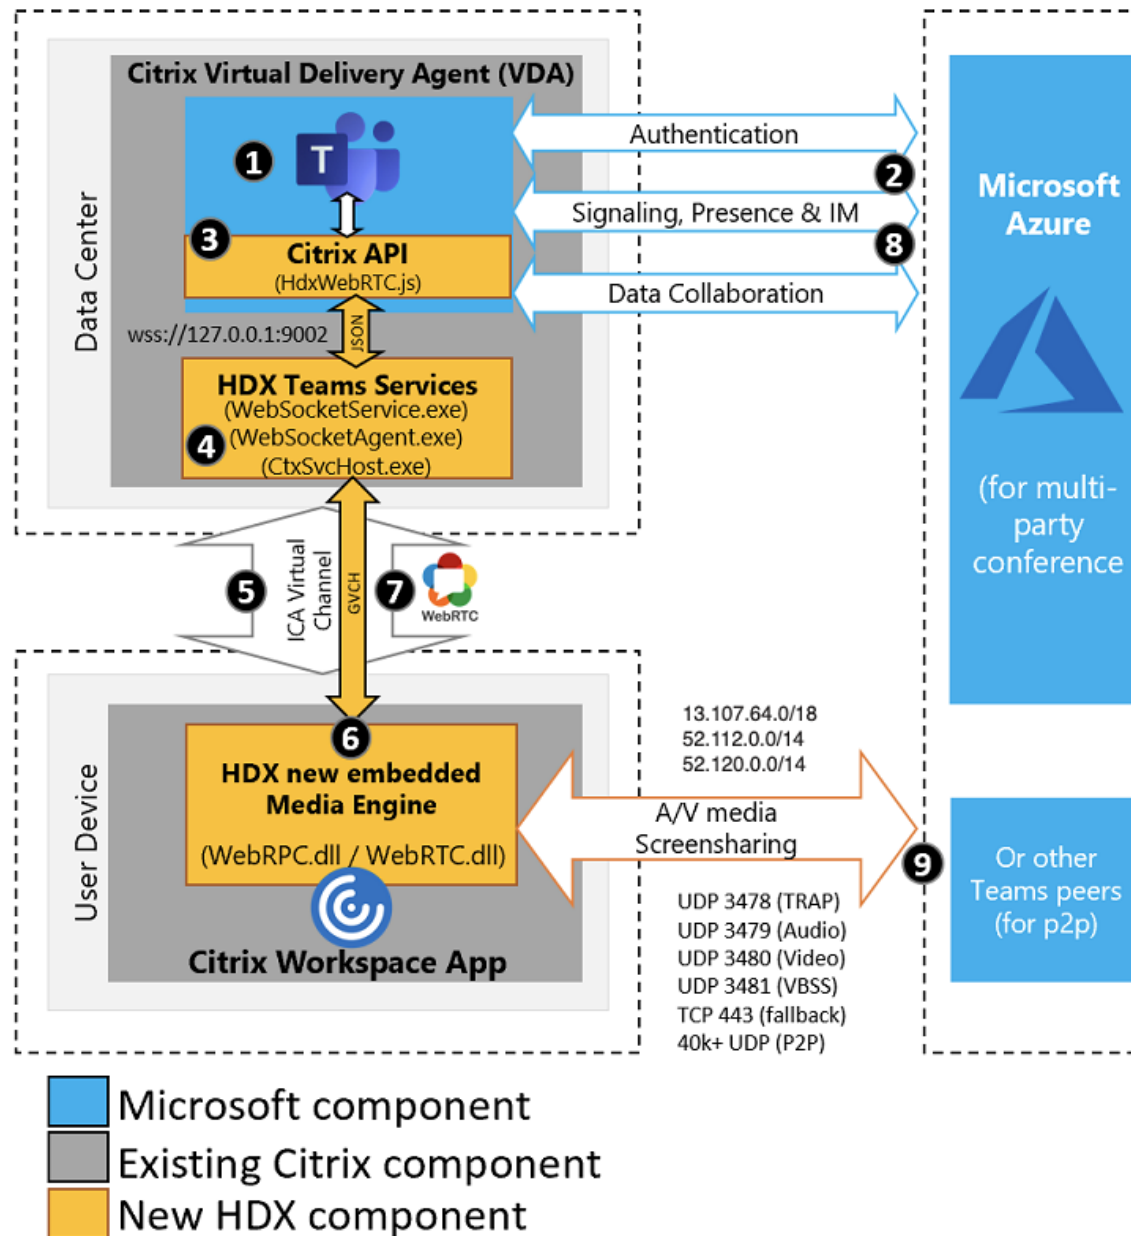 Citrix Virtual Delivery Agent (VDA)
Data Center
1
T
3
Citrix API
(HdxWebRTC.js)
wss://127.0.0.1:9002
JSON
HDX Teams Services
(WebSocketService.exe)
4
(WebSocketAgent.exe)
(CtxSvcHost.exe)
Authentication
2
Signaling, Presence & IM
8
Data Collaboration
Microsoft
Azure
(for multi-
party
conference
5
ICA Virtual
Channel
GVCH
7
WebRTC
User Device
6
HDX new embedded
Media Engine
(WebRPC.dll / WebRTC.dll)
Citrix Workspace App
13.107.64.0/18
52.112.0.0/14
52.120.0.0/14
A/V media
Screensharing
9
UDP 3478 (TRAP)
UDP 3479 (Audio)
UDP 3480 (Video)
UDP 3481 (VBSS)
TCP 443 (fallback)
40k+ UDP (P2P)
Or other
Teams peers
(for p2p)
Microsoft component
Existing Citrix component
New HDX component